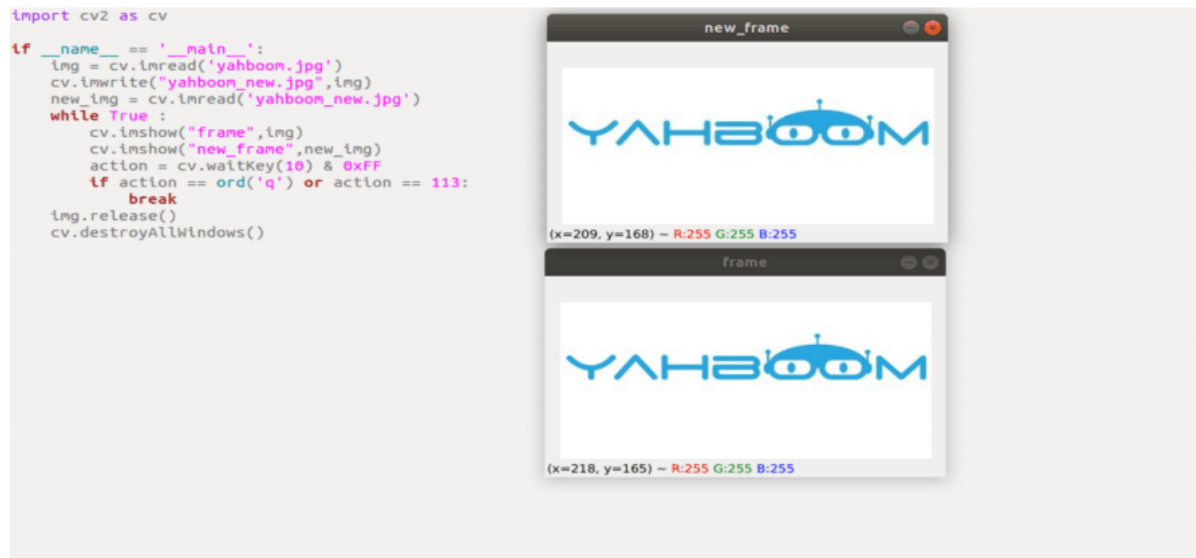 import cv2 as cv
if __name__ == '__main__':
    img = cv.imread('yahboom.jpg')
    cv.imwrite("yahboom_new.jpg",img)
    new_img = cv.imread('yahboom_new.jpg')
    while True :
        cv.imshow("frame",img)
        cv.imshow("new_frame",new_img)
        action = cv.waitKey(10) & 0xFF
        if action == ord('q') or action == 113:
            break
    img.release()
    cv.destroyAllWindows()
new_frame
YAHBOOM
(x=209, y=168) ~ R:255 G:255 B:255
frame
YAHBOOM
(x=218, y=165) ~ R:255 G:255 B:255